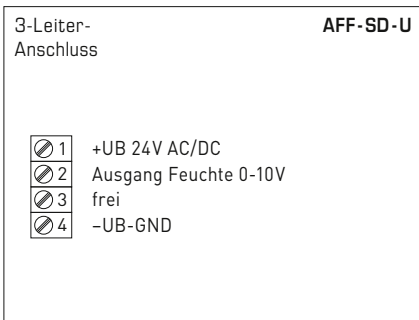 3-Leiter-
Anschluss
AFF-SD-U
1 +UB 24V AC/DC
2 Ausgang Feuchte 0-10V
3 frei
4 –UB-GND